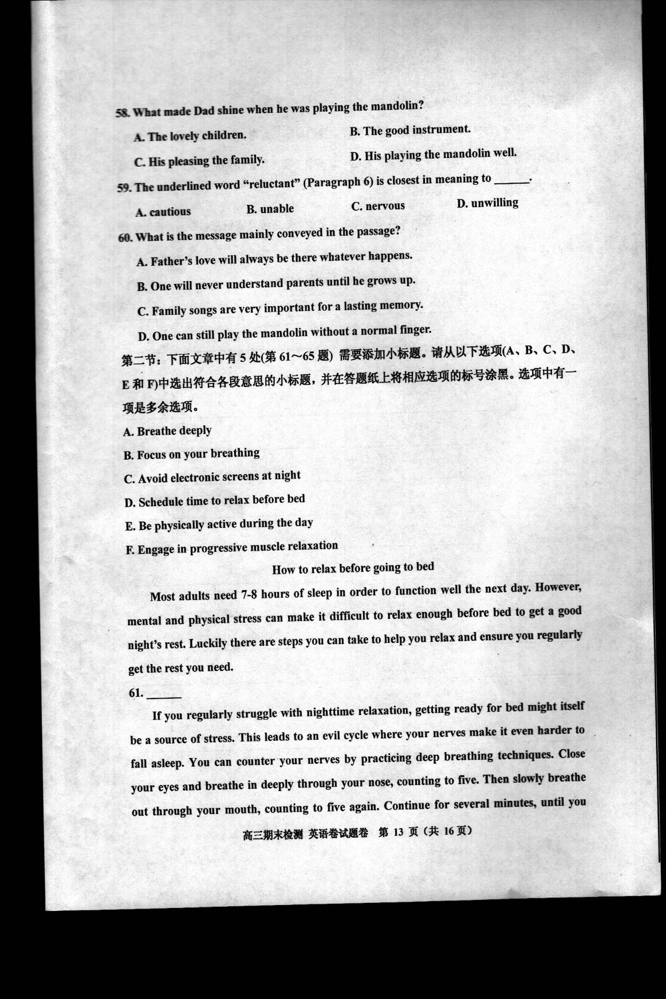 58. What made Dad shine when he was playing the mandolin?
A. The lovely children. B. The good instrument.
C. His pleasing the family. D. His playing the mandolin well.
59. The underlined word “reluctant” (Paragraph 6) is closest in meaning to ______.
A. cautious B. unable C. nervous D. unwilling
60. What is the message mainly conveyed in the passage?
A. Father’s love will always be there whatever happens.
B. One will never understand parents until he grows up.
C. Family songs are very important for a lasting memory.
D. One can still play the mandolin without a normal finger.
第二节：下面文章中有 5 处(第 61～65 题) 需要添加小标题。请从以下选项(A、B、C、D、
E 和 F)中选出符合各段意思的小标题，并在答题纸上将相应选项的标号涂黑。选项中有一
项是多余选项。
A. Breathe deeply
B. Focus on your breathing
C. Avoid electronic screens at night
D. Schedule time to relax before bed
E. Be physically active during the day
F. Engage in progressive muscle relaxation
How to relax before going to bed
Most adults need 7-8 hours of sleep in order to function well the next day. However,
mental and physical stress can make it difficult to relax enough before bed to get a good
night’s rest. Luckily there are steps you can take to help you relax and ensure you regularly
get the rest you need.
61. ______
If you regularly struggle with nighttime relaxation, getting ready for bed might itself
be a source of stress. This leads to an evil cycle where your nerves make it even harder to
fall asleep. You can counter your nerves by practicing deep breathing techniques. Close
your eyes and breathe in deeply through your nose, counting to five. Then slowly breathe
out through your mouth, counting to five again. Continue for several minutes, until you
高三期末检测 英语卷试题卷 第 13 页（共 16 页）